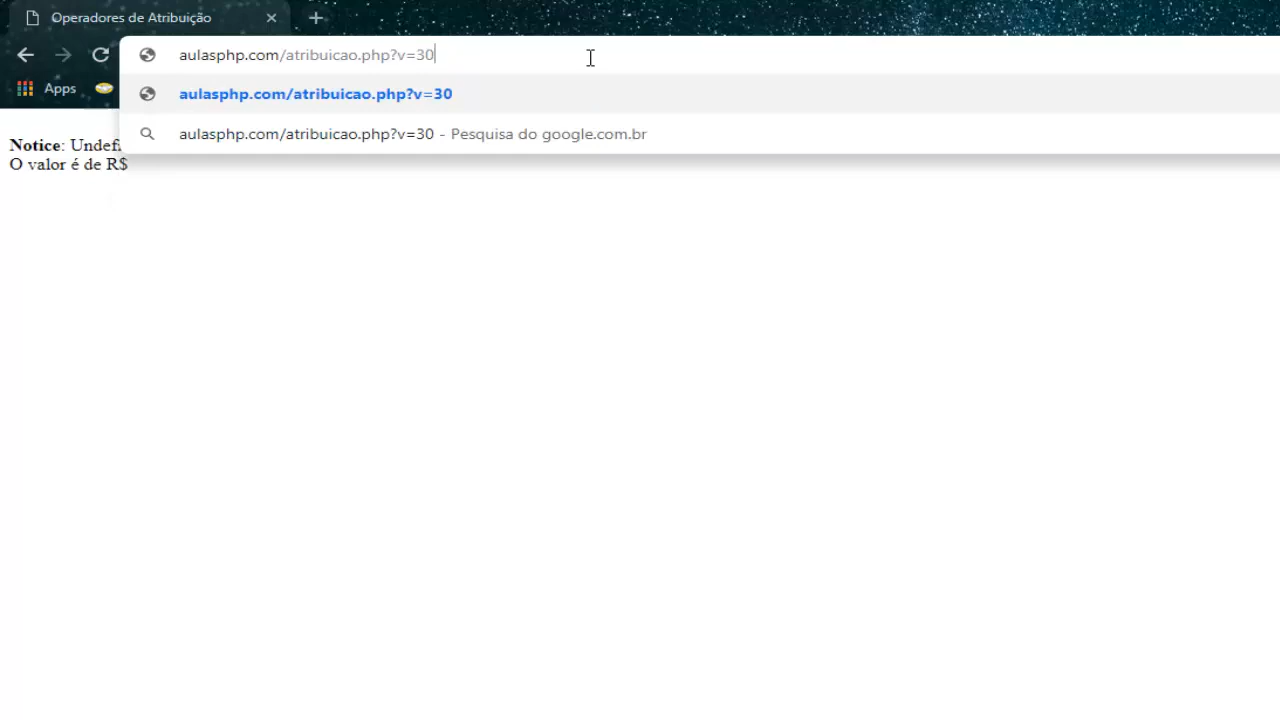 Operadores de Atribuição
aulasphp.com/atribuicao.php?v=30
Apps
aulasphp.com/atribuicao.php?v=30
aulasphp.com/atribuicao.php?v=30 - Pesquisa do google.com.br
Notice: Undef
O valor é de R$